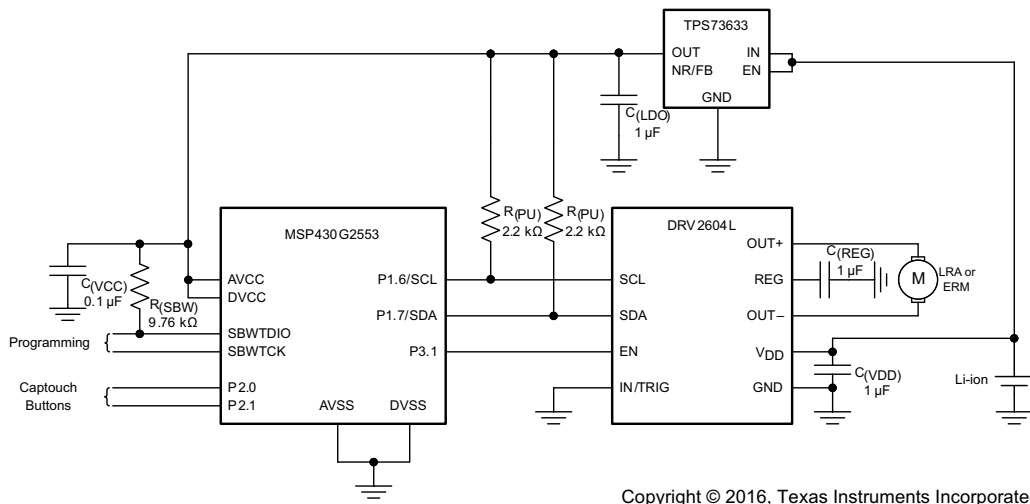 TPS73633
OUT
IN
NR/FB
EN
GND
C(LDO)
1 µF
R(PU)
2.2 kΩ
R(PU)
2.2 kΩ
MSP430G2553
AVCC
DVCC
SBWTDIO
SBWTCK
P2.0
P2.1
AVSS
DVSS
P1.6/SCL
P1.7/SDA
P3.1
C(VCC)
0.1 µF
R(SBW)
9.76 kΩ
Programming
Captouch
Buttons
DRV2604L
SCL
SDA
EN
IN/TRIG
OUT+
REG
OUT–
VDD
GND
C(REG)
1 µF
M
LRA or
ERM
C(VDD)
1 µF
Li-ion
Copyright © 2016, Texas Instruments Incorporate